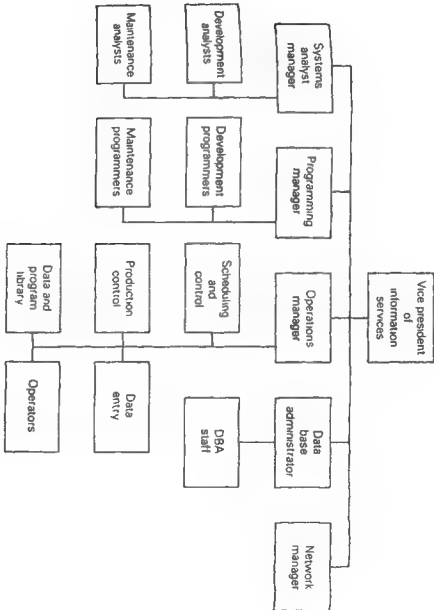 Vice president
of
information
services
Systems
analyst
manager
Programming
manager
Operations
manager
Data
base
administrator
Network
manager
Development
analysts
Development
programmers
Scheduling
and
control
DBA
staff
Maintenance
analysts
Maintenance
programmers
Production
control
Data
entry
Data and
program
library
Operators